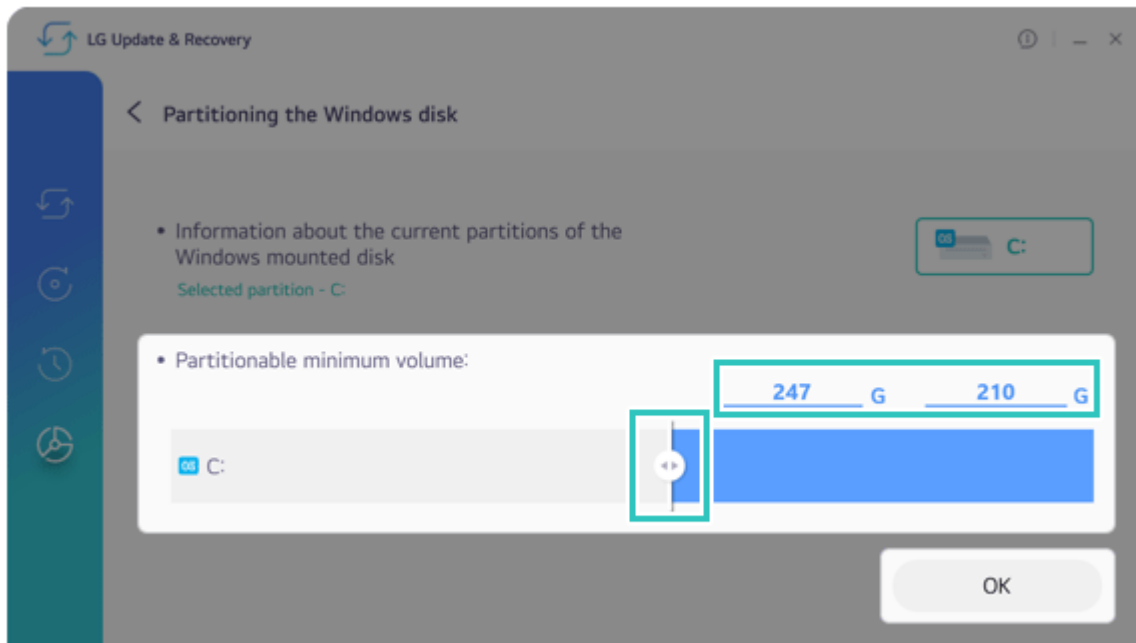 LG Update & Recovery
Partitioning the Windows disk
• Information about the current partitions of the
Windows mounted disk
Selected partition - C:
OS C:
• Partitionable minimum volume:
247 G 210 G
OS C:
OK